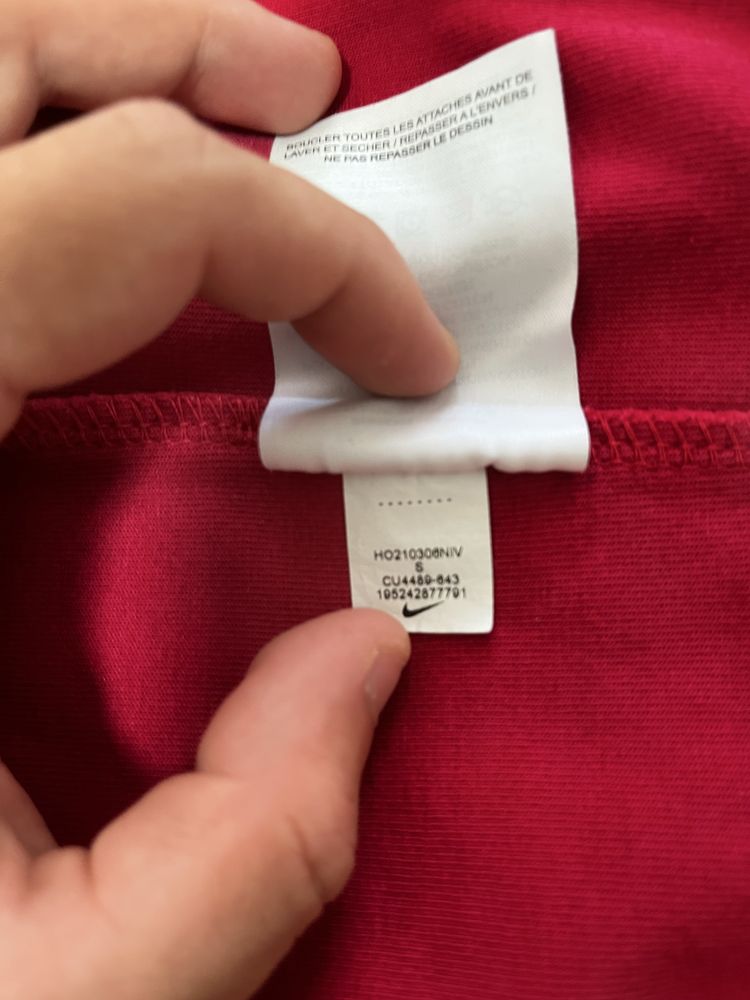 BOUCLER TOUTES LES ATTACHES AVANT DE
LAVER ET SECHER / REPASSER A L'ENVERS /
NE PAS REPASSER LE DESSIN
HO210306NIV
S
CU4489-643
195242877791